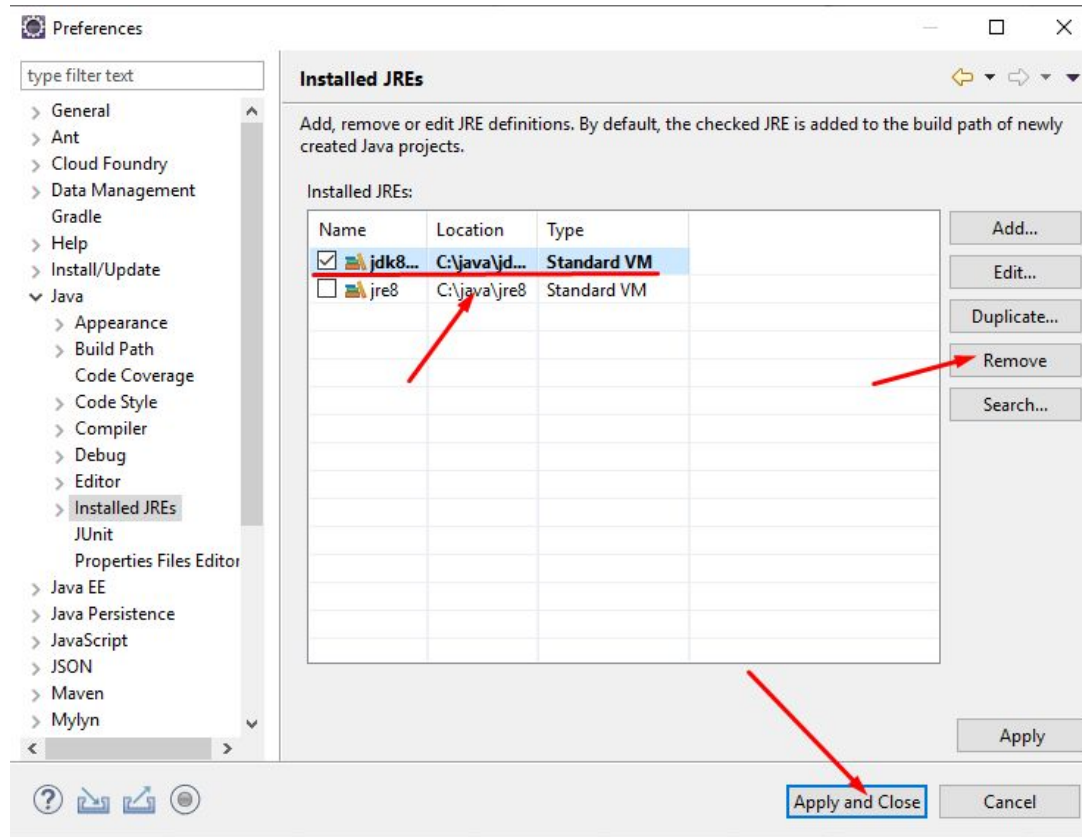 Preferences
type filter text
General
Ant
Cloud Foundry
Data Management
Gradle
Help
Install/Update
Java
Appearance
Build Path
Code Coverage
Code Style
Compiler
Debug
Editor
Installed JREs
JUnit
Properties Files Editor
Java EE
Java Persistence
JavaScript
JSON
Maven
Mylyn
Installed JREs
Add, remove or edit JRE definitions. By default, the checked JRE is added to the build path of newly
created Java projects.
Installed JREs:
Name Location Type
jdk8... C:\java\jd... Standard VM
jre8 C:\java\jre8 Standard VM
Add...
Edit...
Duplicate...
Remove
Search...
Apply
Apply and Close Cancel